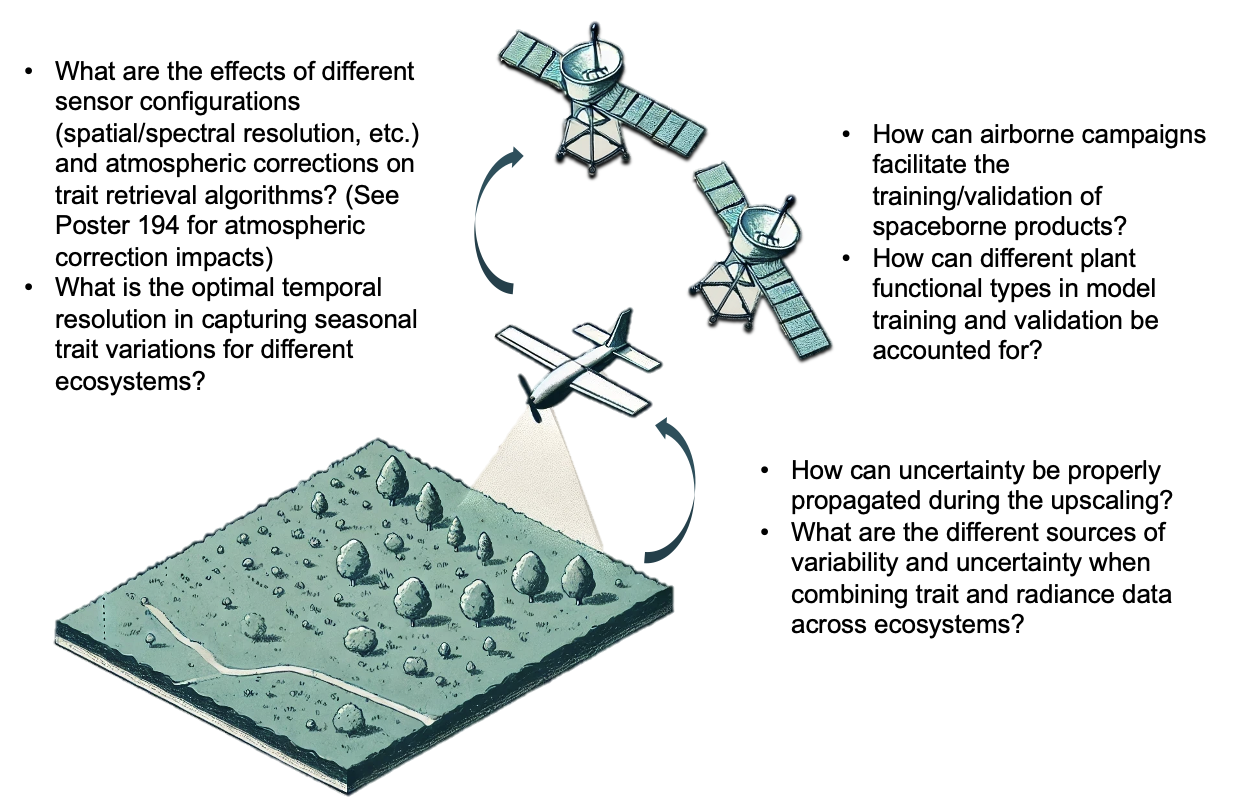 • What are the effects of different
sensor configurations
(spatial/spectral resolution, etc.)
and atmospheric corrections on
trait retrieval algorithms? (See
Poster 194 for atmospheric
correction impacts)
• What is the optimal temporal
resolution in capturing seasonal
trait variations for different
ecosystems?
• How can airborne campaigns
facilitate the
training/validation of
spaceborne products?
• How can different plant
functional types in model
training and validation be
accounted for?
• How can uncertainty be properly
propagated during the upscaling?
• What are the different sources of
variability and uncertainty when
combining trait and radiance data
across ecosystems?